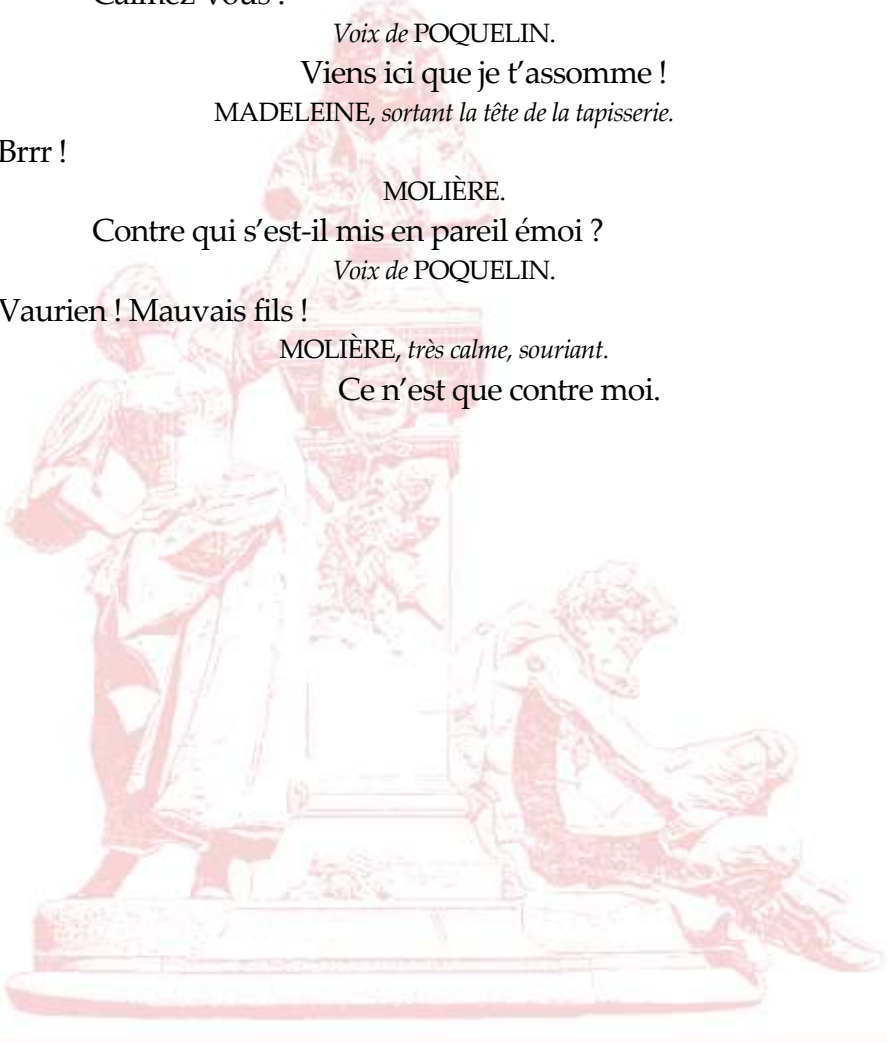 Calmez-vous !
Voix de POQUELIN.
Viens ici que je t’assomme !
MADELEINE, sortant la tête de la tapisserie.
Brrr !
MOLIÈRE.
Contre qui s’est-il mis en pareil émoi ?
Voix de POQUELIN.
Vaurien ! Mauvais fils !
MOLIÈRE, très calme, souriant.
Ce n’est que contre moi.